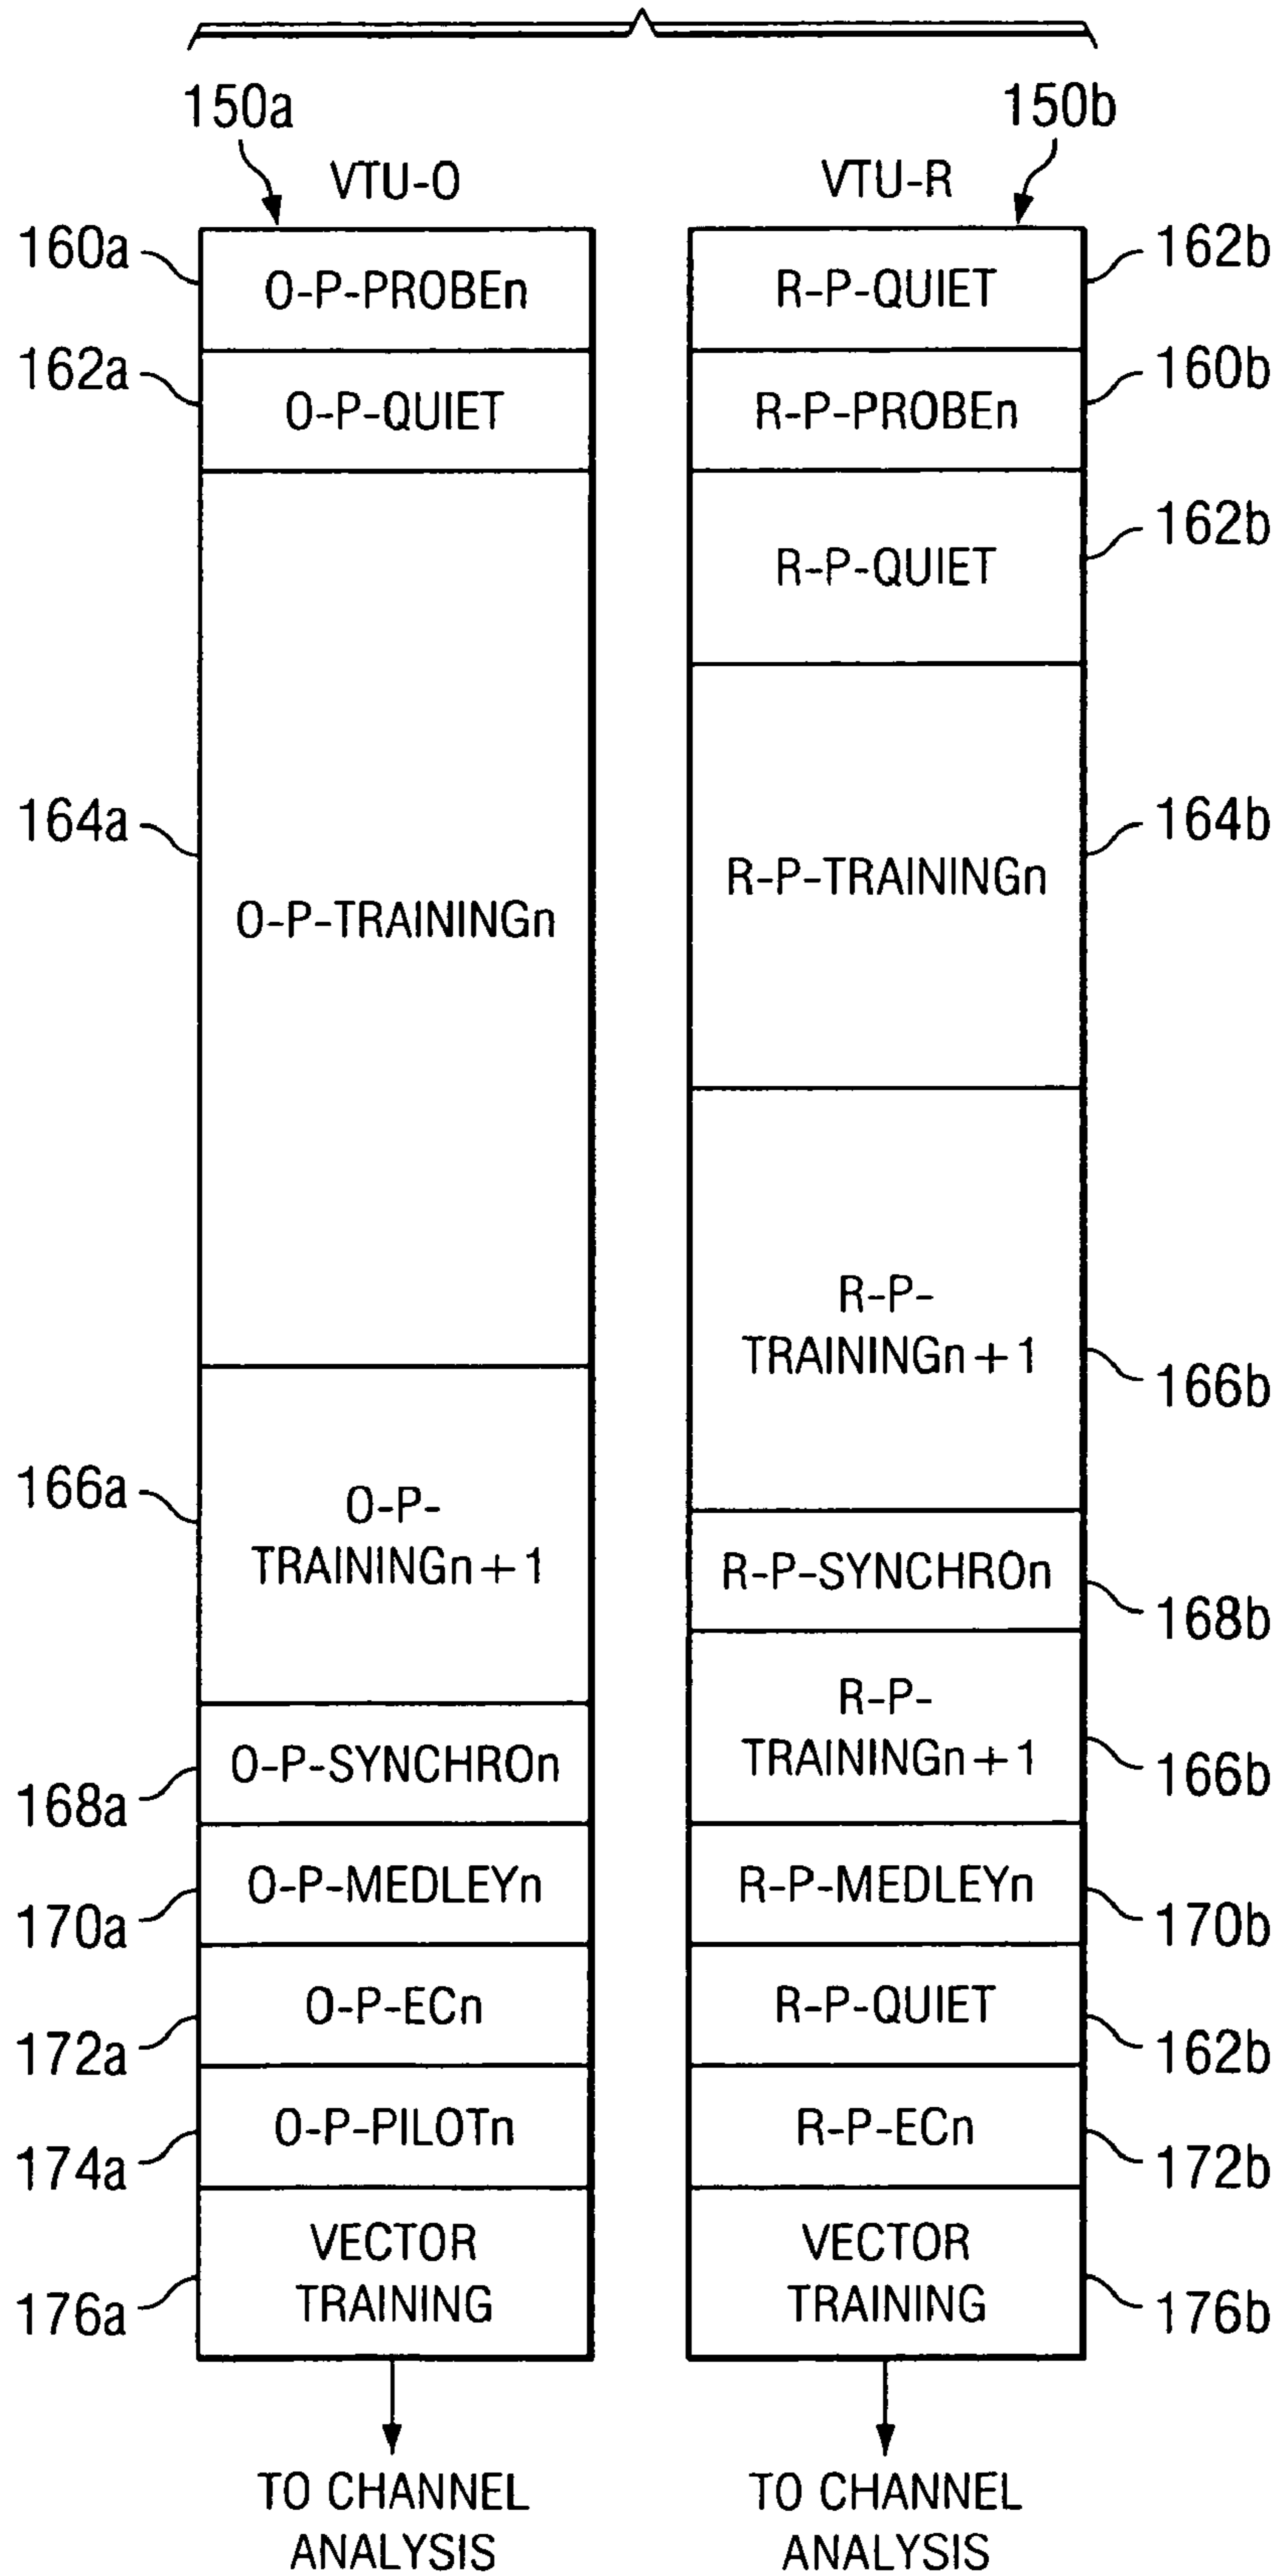 150a
150b
VTU-O
VTU-R
160a
O-P-PROBEn
R-P-QUIET
162b
162a
O-P-QUIET
R-P-PROBEn
160b
R-P-QUIET
162b
164a
O-P-TRAININGn
R-P-TRAININGn
164b
R-P-
TRAININGn+1
166b
166a
O-P-
TRAININGn+1
R-P-SYNCHROn
168b
168a
O-P-SYNCHROn
R-P-
TRAININGn+1
166b
170a
O-P-MEDLEYn
R-P-MEDLEYn
170b
172a
O-P-ECn
R-P-QUIET
162b
174a
O-P-PILOTn
R-P-ECn
172b
176a
VECTOR
TRAINING
VECTOR
TRAINING
176b
TO CHANNEL
ANALYSIS
TO CHANNEL
ANALYSIS